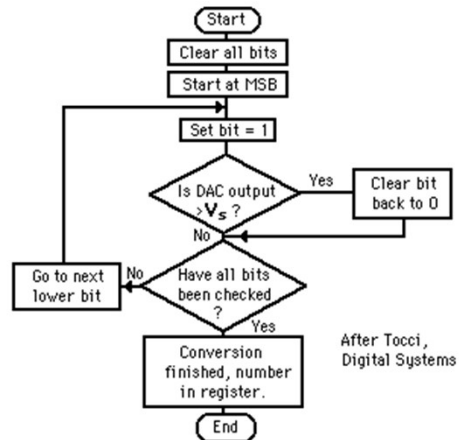 Start
Clear all bits
Start at MSB
Set bit = 1
Is DAC output
>Vs ?
Yes
Clear bit
back to 0
No
Go to next
lower bit
No
Have all bits
been checked
?
Yes
After Tocci,
Digital Systems
Conversion
finished, number
in register.
End